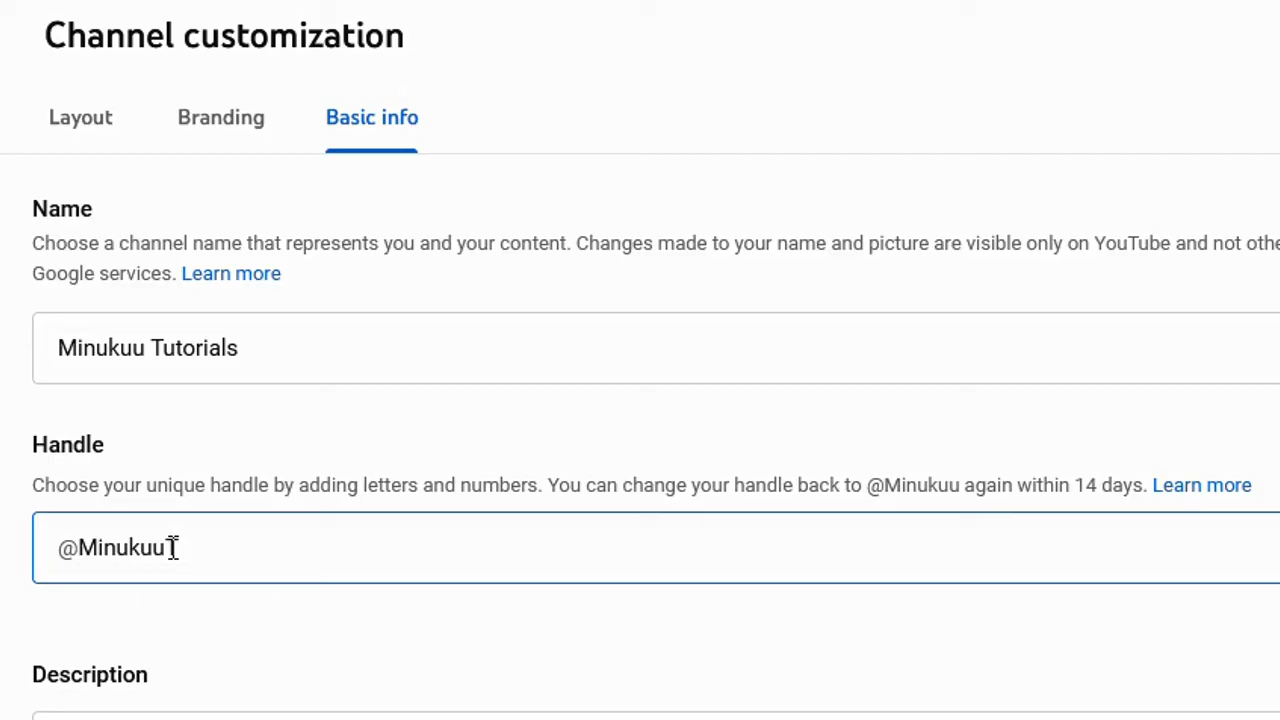 Channel customization
Layout Branding Basic info
Name
Choose a channel name that represents you and your content. Changes made to your name and picture are visible only on YouTube and not
Google services. Learn more
Minukuu Tutorials
Handle
Choose your unique handle by adding letters and numbers. You can change your handle back to @Minukuu again within 14 days. Learn more
@MinukuuT
Description